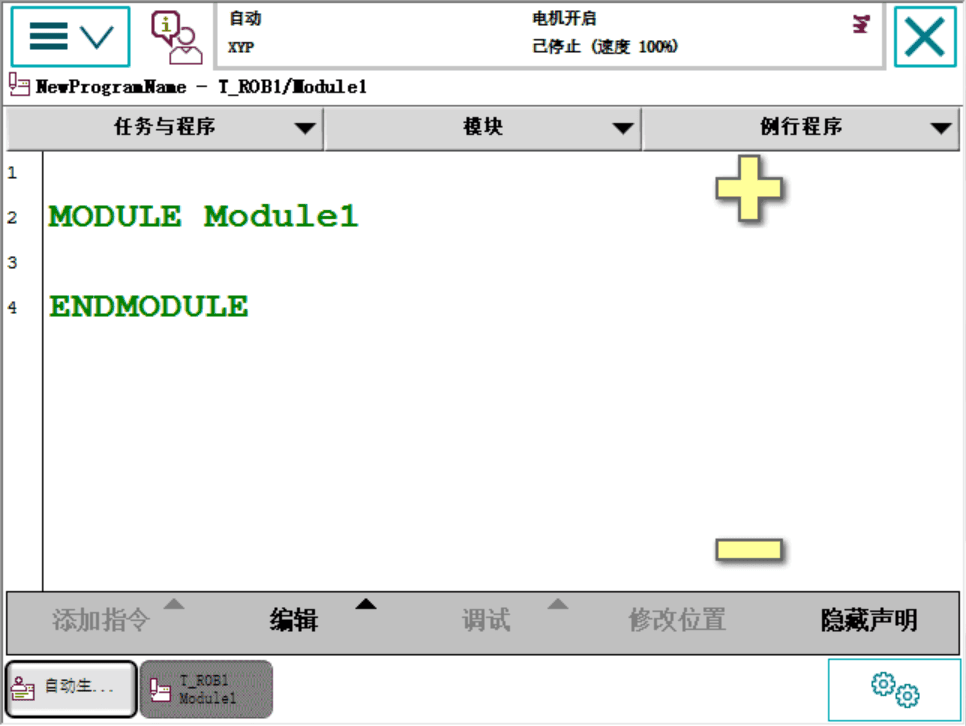 自动
XYP
电机开启
己停止 (速度 100%)
NewProgramName - T_ROB1/Module1
任务与程序
模块
例行程序
1
2 MODULE Module1
3
4 ENDMODULE
添加指令
编辑
调试
修改位置
隐藏声明
自动生...
T_ROB1
Module1